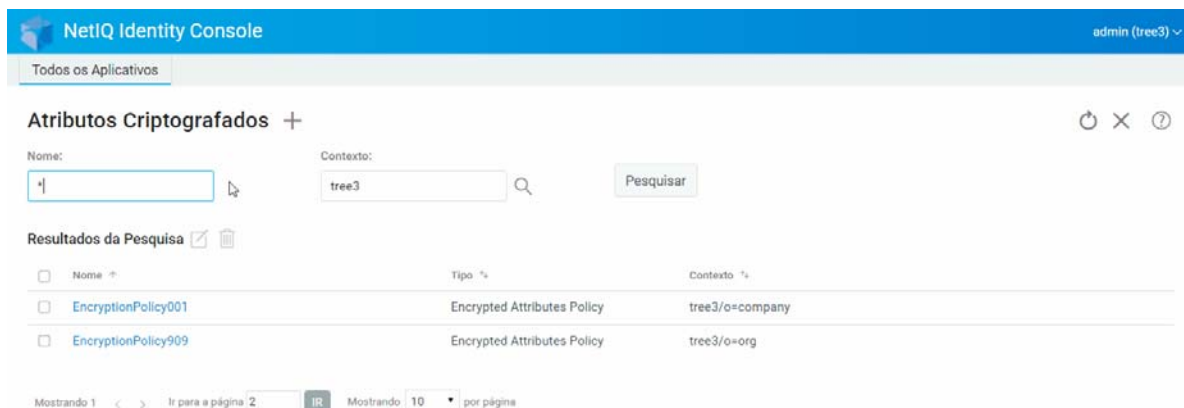 NetIQ Identity Console
admin (tree3)
Todos os Aplicativos
Atributos Criptografados
Nome:
Contexto:
*
tree3
Pesquisar
Resultados da Pesquisa
Nome Tipo Contexto
EncryptionPolicy001 Encrypted Attributes Policy tree3/o=company
EncryptionPolicy909 Encrypted Attributes Policy tree3/o=org
Mostrando 1 < > Ir para a página 2 IR Mostrando 10 por página